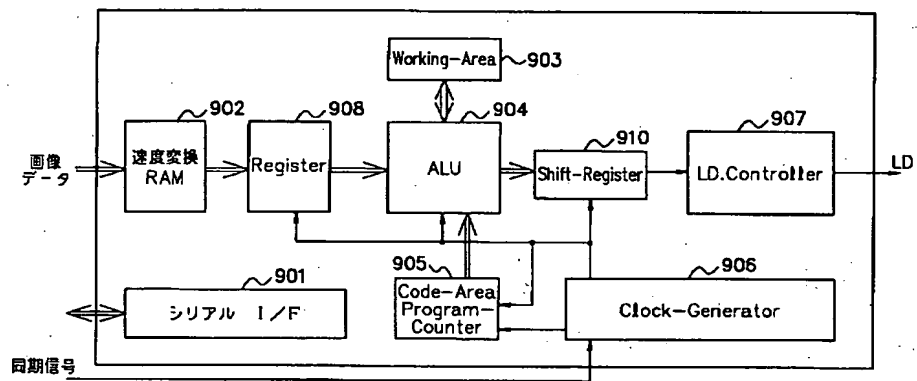 Working-Area
903
902
908
904
910
907
画像
データ
速度変換
RAM
Register
ALU
Shift-Register
LD.Controller
LD
901
905
906
シリアル I/F
Code-Area
Program-
Counter
Clock-Generator
同期信号